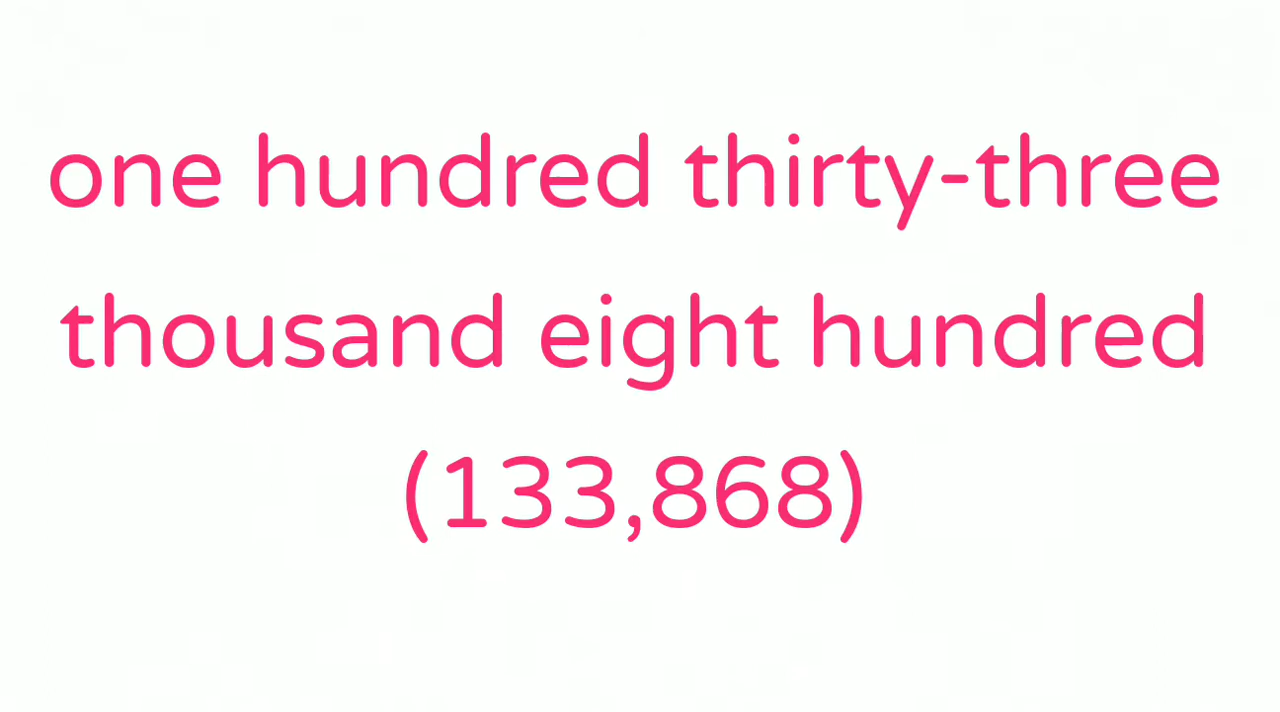 one hundred thirty-three
thousand eight hundred
(133,868)